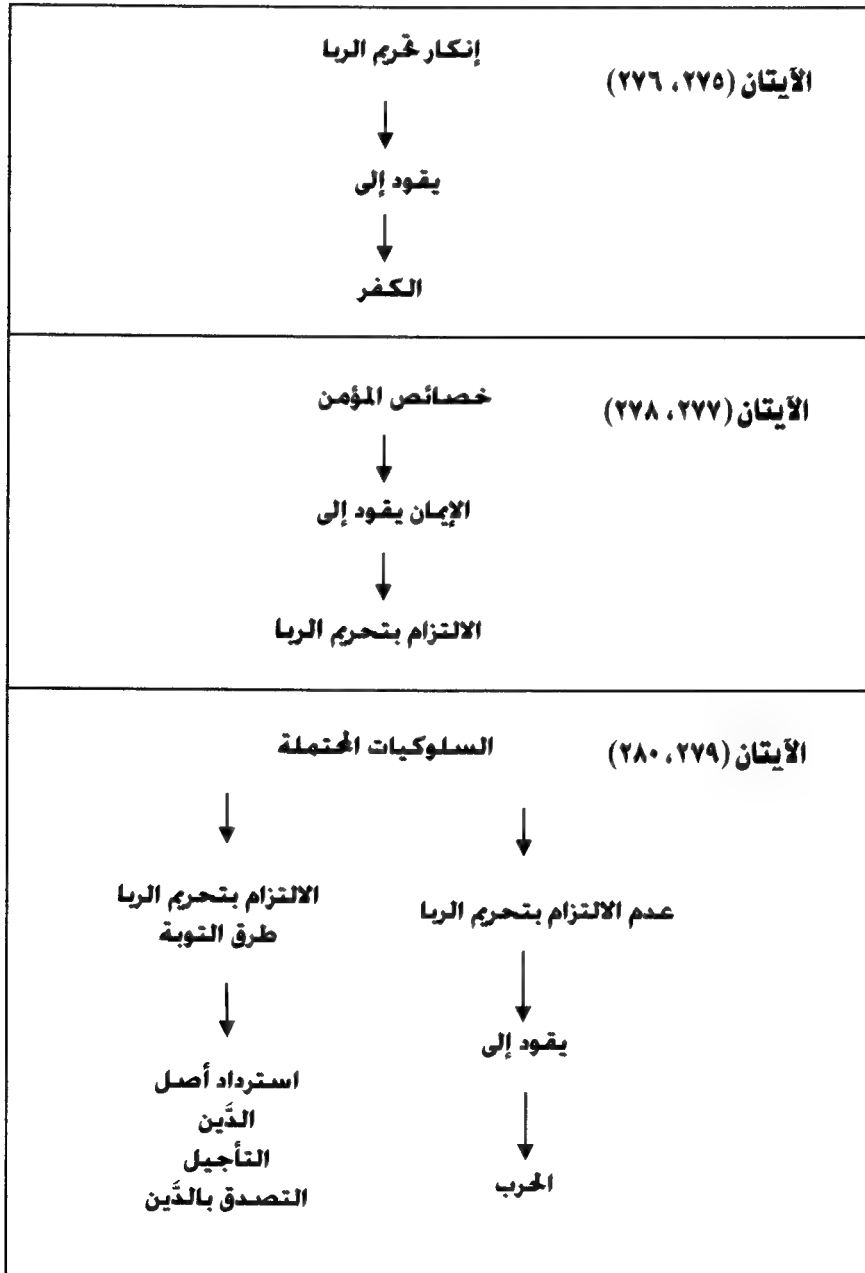 الآيتان (٢٧٥، ٢٧٦)
إنكار تحريم الربا
يقود إلى
الكفر
الآيتان (٢٧٧، ٢٧٨)
خصائص المؤمن
الإيمان يقود إلى
الالتزام بتحريم الربا
الآيتان (٢٧٩، ٢٨٠)
السلوكيات المحتملة
عدم الالتزام بتحريم الربا
يقود إلى
الحرب
الالتزام بتحريم الربا
طرق التوبة
استرداد أصل
الدَّين
التأجيل
التصدق بالدَّين